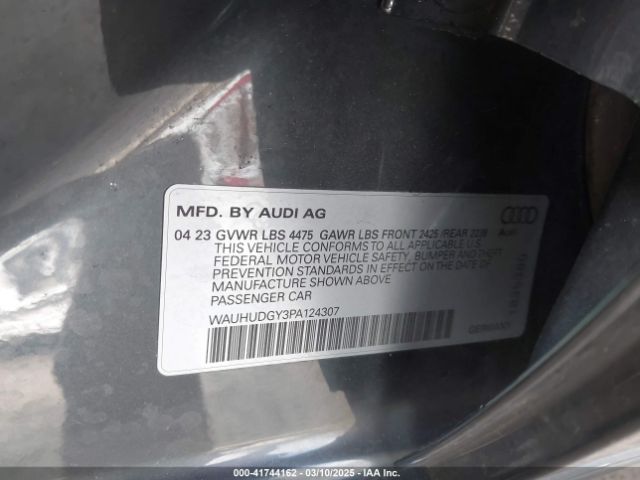 MFD. BY AUDI AG
04 23 GVWR LBS 4475 GAWR LBS FRONT 2425 /REAR
THIS VEHICLE CONFORMS TO ALL APPLICABLE U.S.
FEDERAL MOTOR VEHICLE SAFETY, BUMPER AND THEFT
PREVENTION STANDARDS IN EFFECT ON THE DATE OF
MANUFACTURE SHOWN ABOVE
PASSENGER CAR
WAUHUDGY3PA124307
Audi
000-41744162 — 03/10/2025 — IAA Inc.